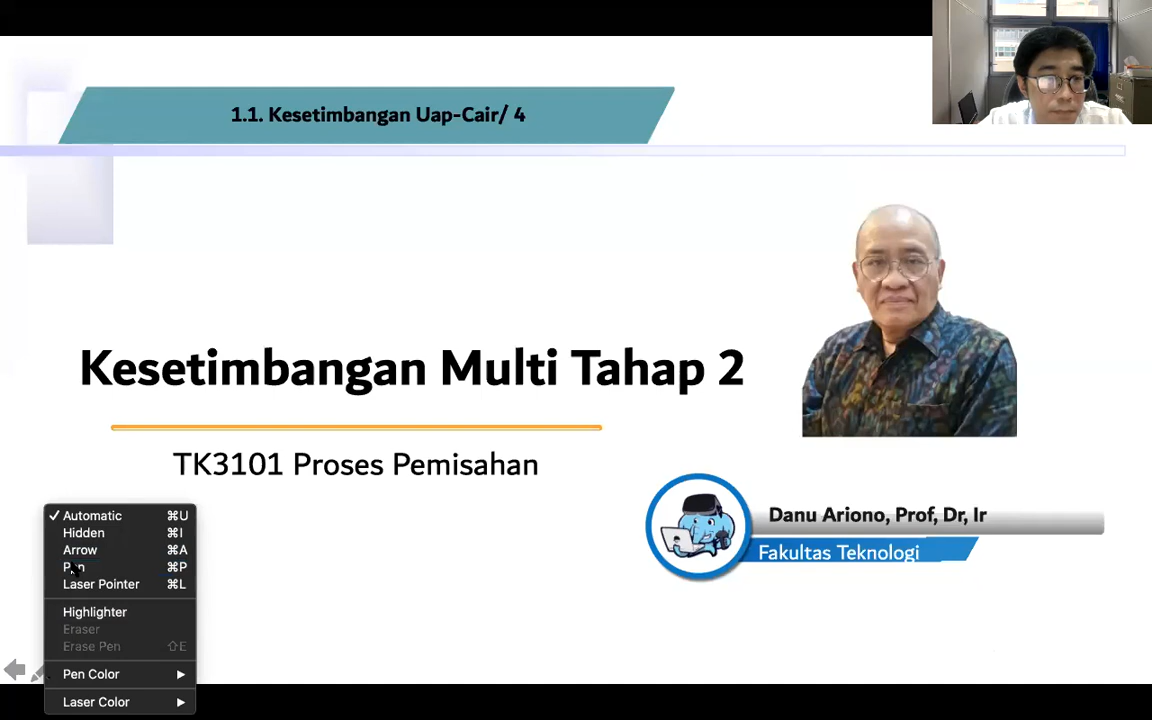 1.1. Kesetimbangan Uap-Cair/ 4
Kesetimbangan Multi Tahap 2
TK3101 Proses Pemisahan
Danu Ariono, Prof, Dr, Ir
Fakultas Teknologi
✓ Automatic ⌘U
Hidden ⌘I
Arrow ⌘A
Pen ⌘P
Laser Pointer ⌘L
Highlighter
Eraser
Erase Pen ⇧E
Pen Color ▶
Laser Color ▶